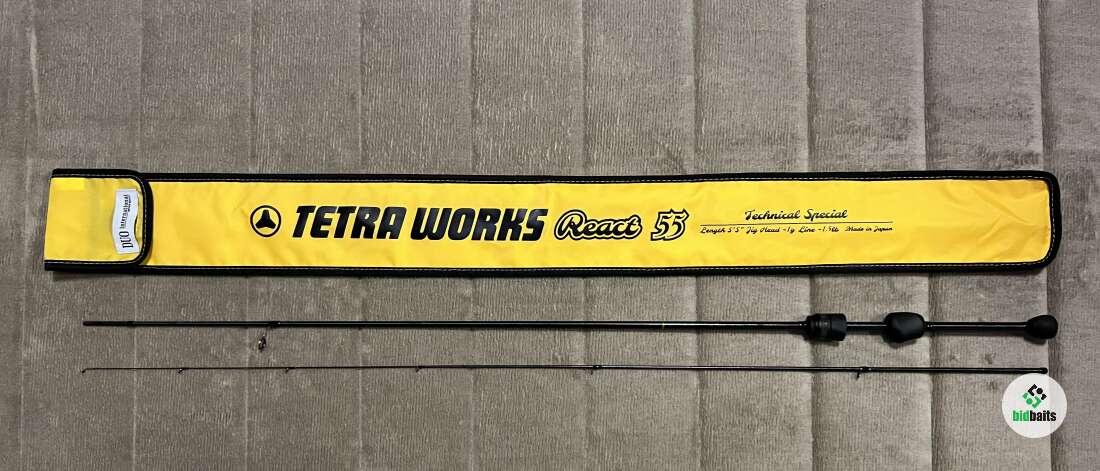 DUO International
TETRA WORKS React 55
Technical Special
Length 5'5" Jig Head ~1g Line ~1.5lb Made in Japan
bidbaits